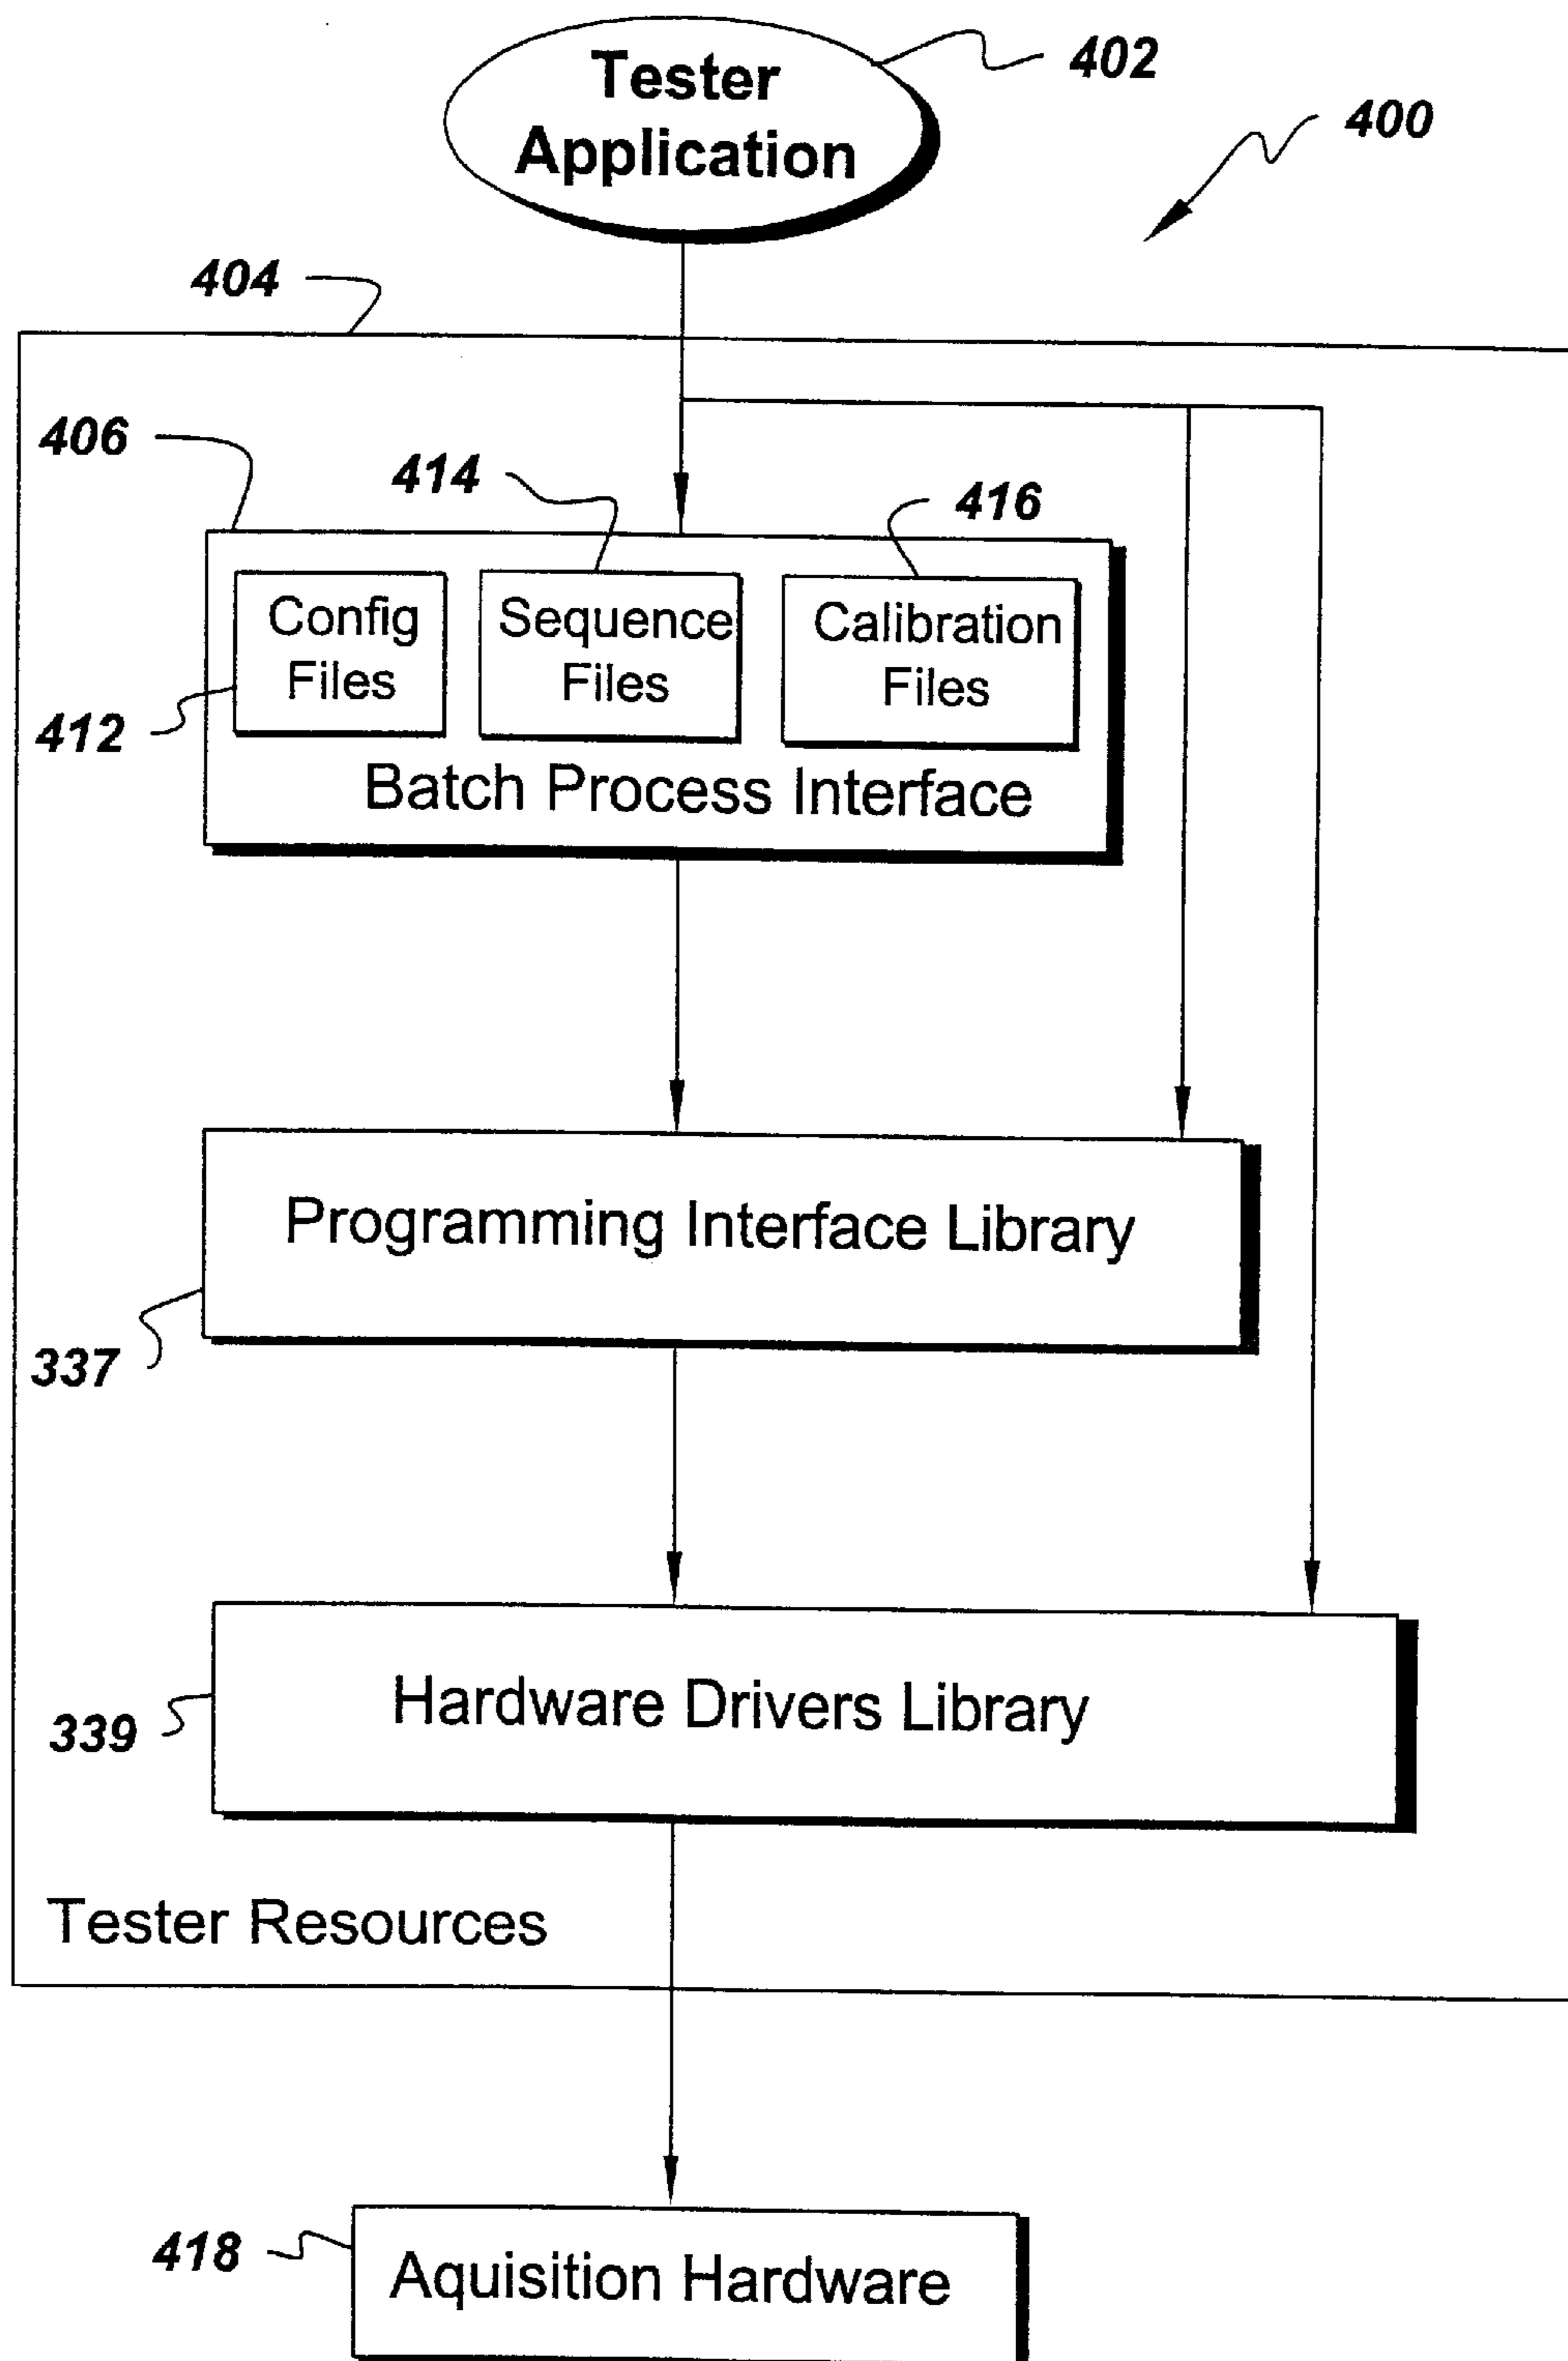 Tester
Application
402
400
404
406
414
416
Config
Files
Sequence
Files
Calibration
Files
412
Batch Process Interface
Programming Interface Library
337
Hardware Drivers Library
339
Tester Resources
418
Aquisition Hardware